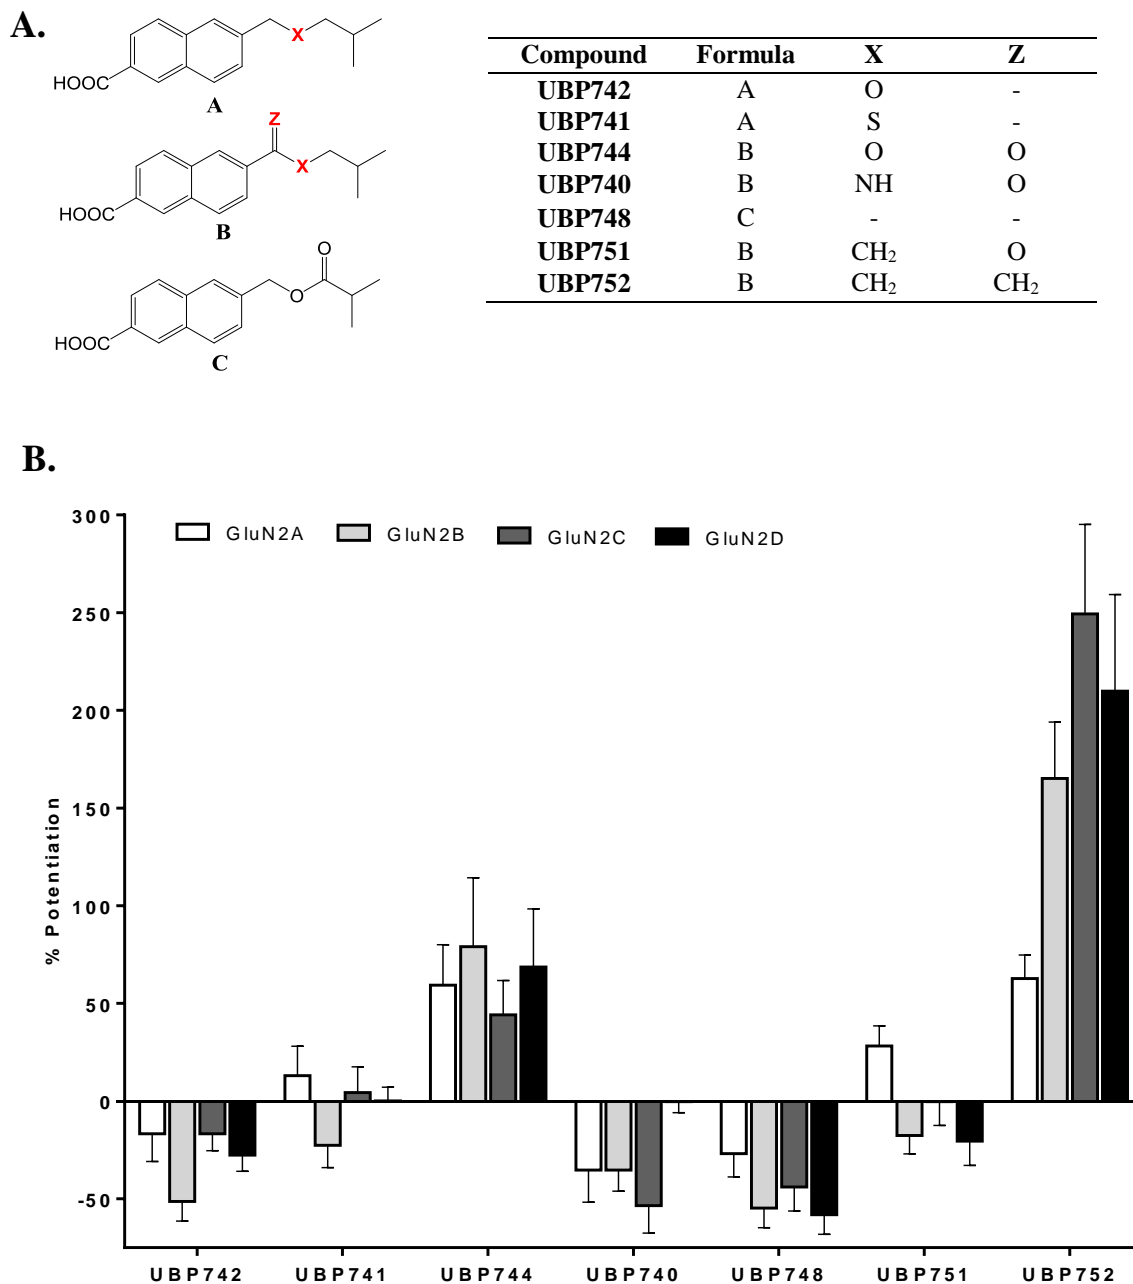 A.
X
HOOC
A
Z
X
HOOC
B
O
O
HOOC
C
Compound Formula X Z
UBP742 A O -
UBP741 A S -
UBP744 B O O
UBP740 B NH O
UBP748 C - -
UBP751 B CH₂ O
UBP752 B CH₂ CH₂
B.
GluN2A GluN2B GluN2C GluN2D
% Potentiation
300
250
200
150
100
50
0
-50
UBP742 UBP741 UBP744 UBP740 UBP748 UBP751 UBP752